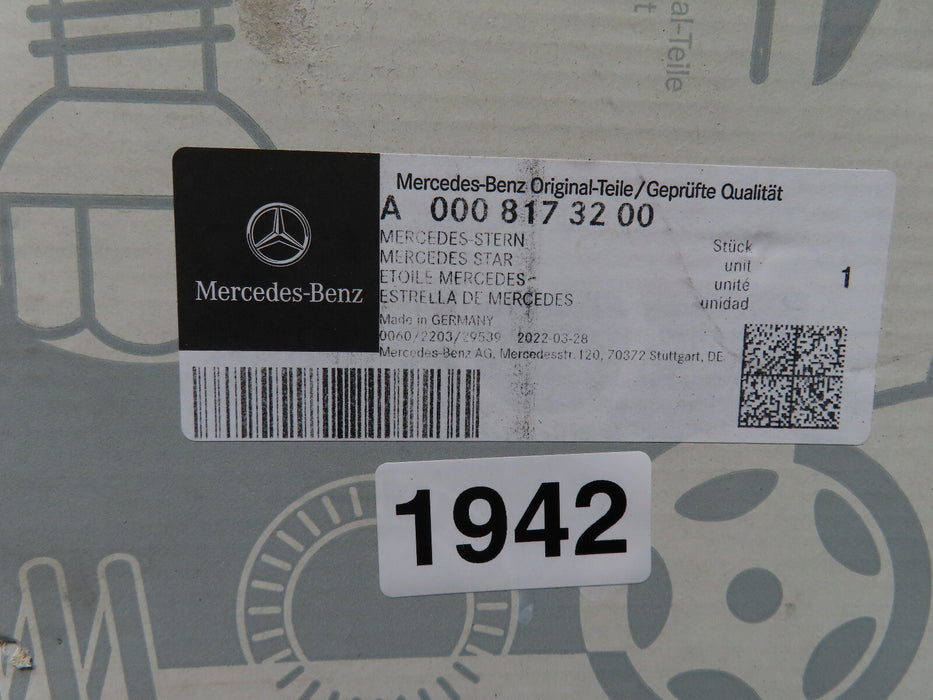 al-Teile
t
Mercedes-Benz
Mercedes-Benz Original-Teile/Geprüfte Qualität
A 000 817 32 00
MERCEDES-STERN
MERCEDES STAR
ETOILE MERCEDES
ESTRELLA DE MERCEDES
Stück
unit
unité
unidad
1
Made in GERMANY
0060/2203/29539 2022-03-28
Mercedes-Benz AG, Mercedesstr. 120, 70372 Stuttgart, DE
1942